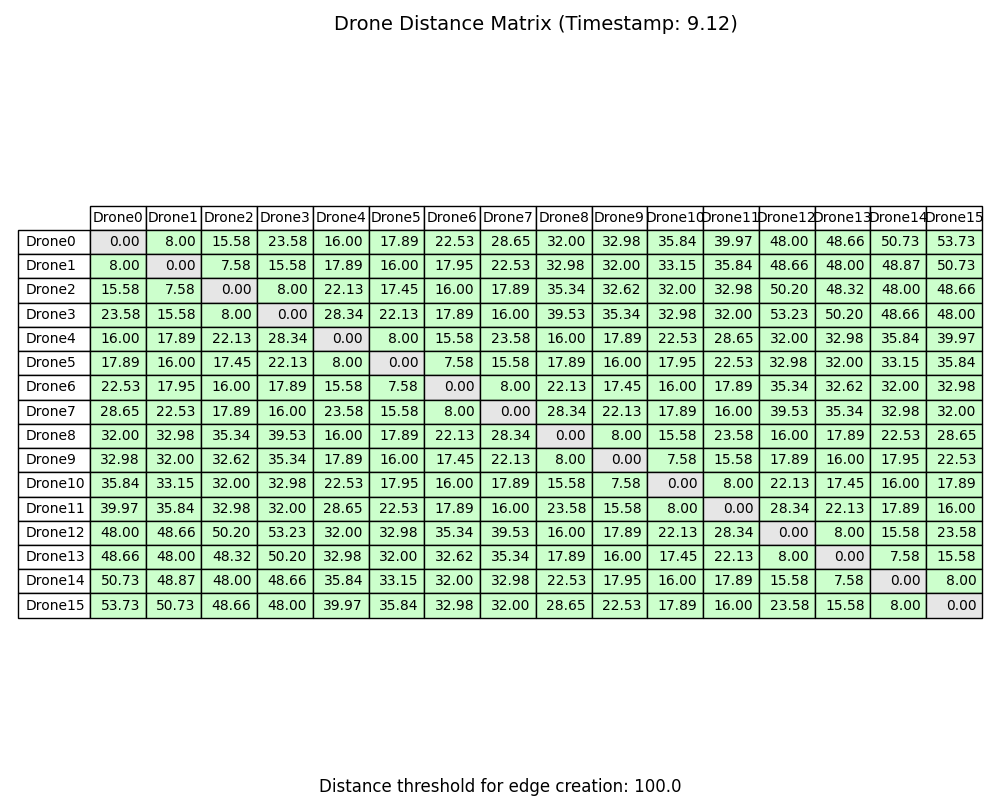 Drone Distance Matrix (Timestamp: 9.12)
Drone0 Drone1 Drone2 Drone3 Drone4 Drone5 Drone6 Drone7 Drone8 Drone9 Drone10 Drone11 Drone12 Drone13 Drone14 Drone15
Drone0 0.00 8.00 15.58 23.58 16.00 17.89 22.53 28.65 32.00 32.98 35.84 39.97 48.00 48.66 50.73 53.73
Drone1 8.00 0.00 7.58 15.58 17.89 16.00 17.95 22.53 32.98 32.00 33.15 35.84 48.66 48.00 48.87 50.73
Drone2 15.58 7.58 0.00 8.00 22.13 17.45 16.00 17.89 35.34 32.62 32.00 32.98 50.20 48.32 48.00 48.66
Drone3 23.58 15.58 8.00 0.00 28.34 22.13 17.89 16.00 39.53 35.34 32.98 32.00 53.23 50.20 48.66 48.00
Drone4 16.00 17.89 22.13 28.34 0.00 8.00 15.58 23.58 16.00 17.89 22.53 28.65 32.00 32.98 35.84 39.97
Drone5 17.89 16.00 17.45 22.13 8.00 0.00 7.58 15.58 17.89 16.00 17.95 22.53 32.98 32.00 33.15 35.84
Drone6 22.53 17.95 16.00 17.89 15.58 7.58 0.00 8.00 22.13 17.45 16.00 17.89 35.34 32.62 32.00 32.98
Drone7 28.65 22.53 17.89 16.00 23.58 15.58 8.00 0.00 28.34 22.13 17.89 16.00 39.53 35.34 32.98 32.00
Drone8 32.00 32.98 35.34 39.53 16.00 17.89 22.13 28.34 0.00 8.00 15.58 23.58 16.00 17.89 22.53 28.65
Drone9 32.98 32.00 32.62 35.34 17.89 16.00 17.45 22.13 8.00 0.00 7.58 15.58 17.89 16.00 17.95 22.53
Drone10 35.84 33.15 32.00 32.98 22.53 17.95 16.00 17.89 15.58 7.58 0.00 8.00 22.13 17.45 16.00 17.89
Drone11 39.97 35.84 32.98 32.00 28.65 22.53 17.89 16.00 23.58 15.58 8.00 0.00 28.34 22.13 17.89 16.00
Drone12 48.00 48.66 50.20 53.23 32.00 32.98 35.34 39.53 16.00 17.89 22.13 28.34 0.00 8.00 15.58 23.58
Drone13 48.66 48.00 48.32 50.20 32.98 32.00 32.62 35.34 17.89 16.00 17.45 22.13 8.00 0.00 7.58 15.58
Drone14 50.73 48.87 48.00 48.66 35.84 33.15 32.00 32.98 22.53 17.95 16.00 17.89 15.58 7.58 0.00 8.00
Drone15 53.73 50.73 48.66 48.00 39.97 35.84 32.98 32.00 28.65 22.53 17.89 16.00 23.58 15.58 8.00 0.00
Distance threshold for edge creation: 100.0